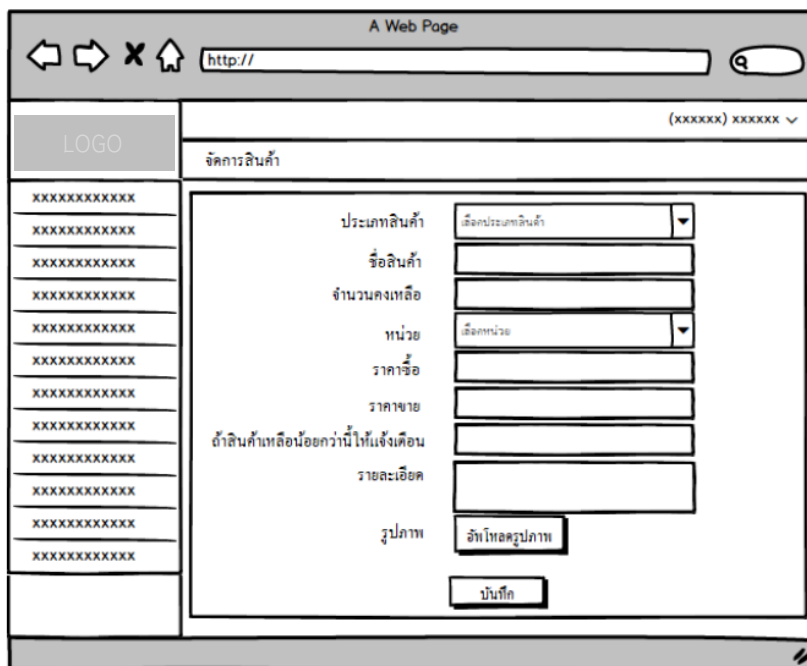 A Web Page
http://
LOGO
(xxxxxx) xxxxxx
จัดการสินค้า
xxxxxxxxxxxx
xxxxxxxxxxxx
xxxxxxxxxxxx
xxxxxxxxxxxx
xxxxxxxxxxxx
xxxxxxxxxxxx
xxxxxxxxxxxx
xxxxxxxxxxxx
xxxxxxxxxxxx
xxxxxxxxxxxx
xxxxxxxxxxxx
xxxxxxxxxxxx
ประเภทสินค้า เลือกประเภทสินค้า
ชื่อสินค้า
จำนวนคงเหลือ
หน่วย เลือกหน่วย
ราคาซื้อ
ราคาขาย
ถ้าสินค้าเหลือน้อยกว่านี้ให้แจ้งเตือน
รายละเอียด
รูปภาพ อัพโหลดรูปภาพ
บันทึก